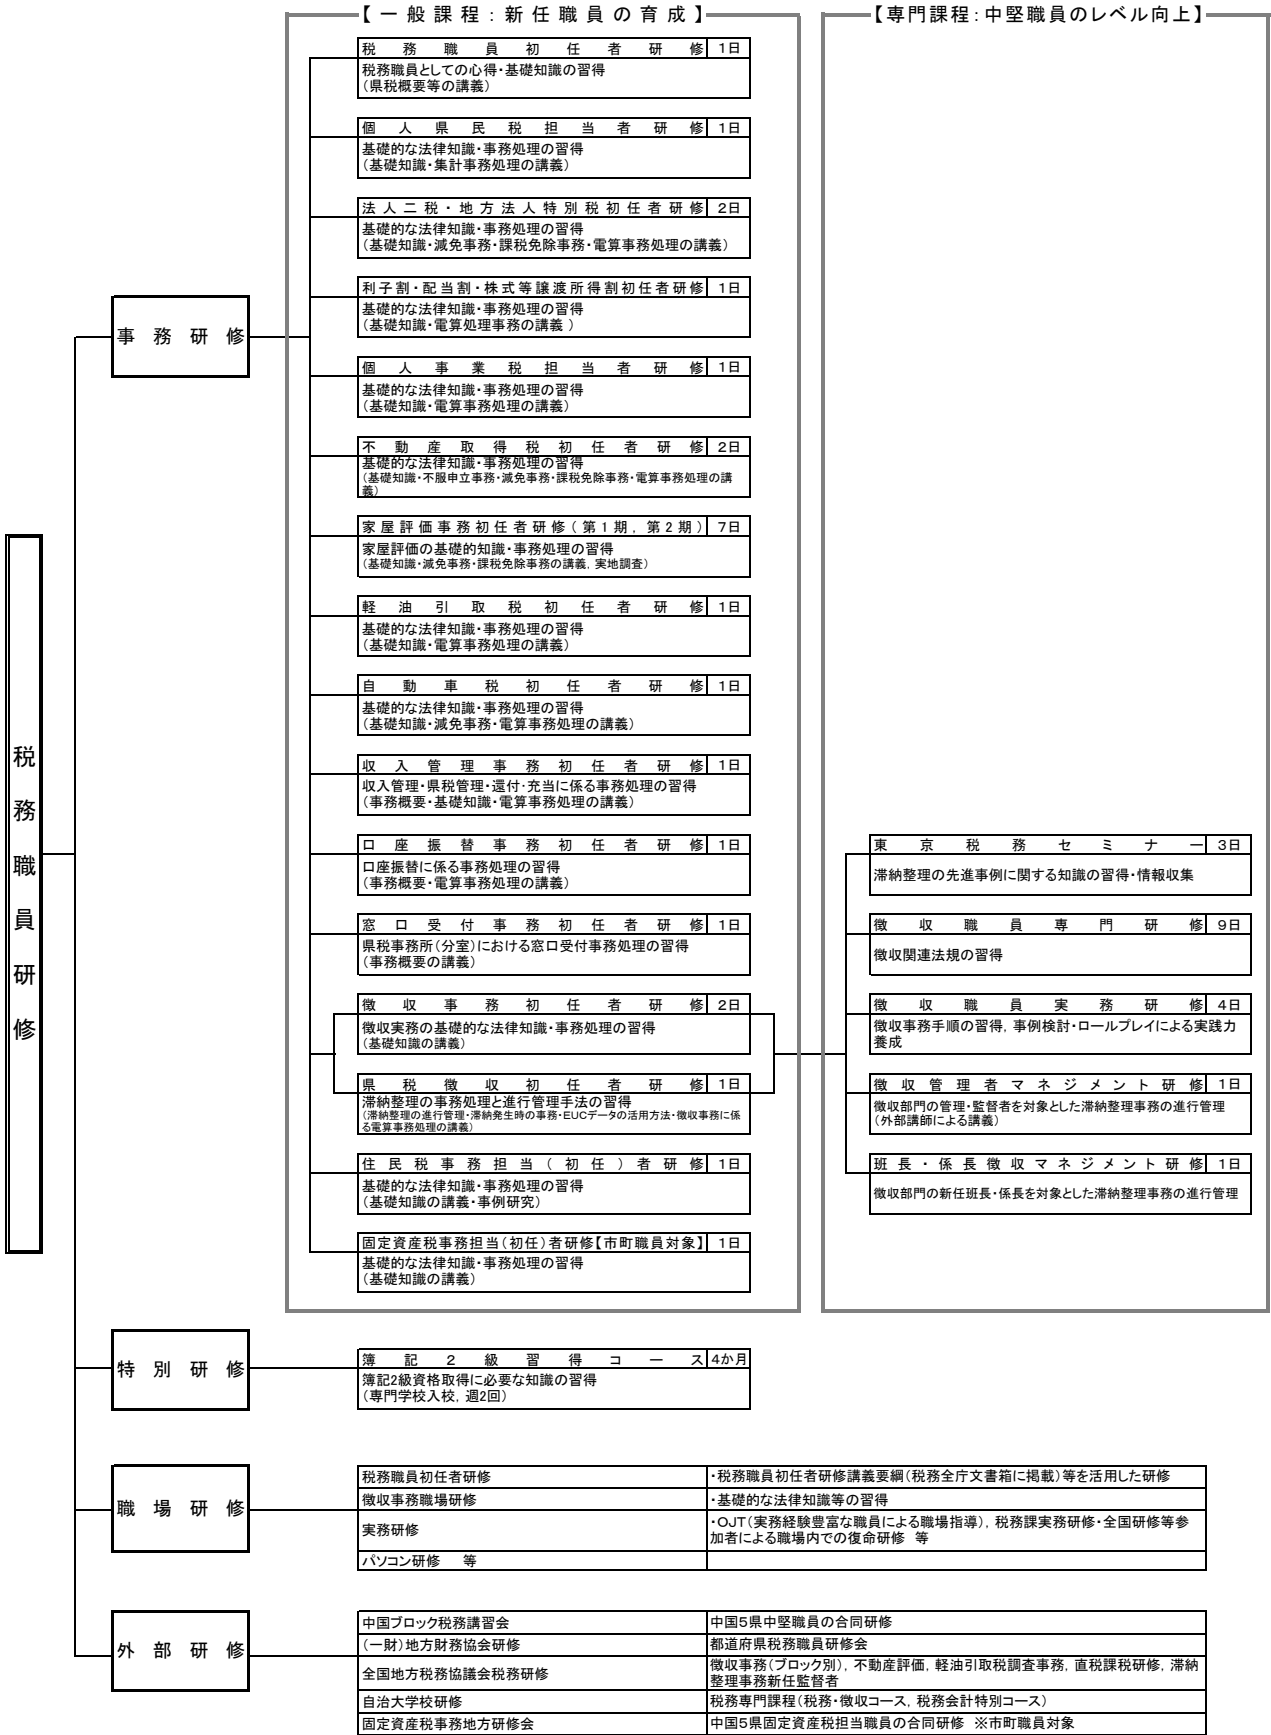 【一般課程：新任職員の育成】
【専門課程：中堅職員のレベル向上】
税務職員研修
事務研修
税務職員初任者研修 1日
税務職員としての心得・基礎知識の習得
（県税概要等の講義）
個人県民税担当者研修 1日
基礎的な法律知識・事務処理の習得
（基礎知識・集計事務処理の講義）
法人二税・地方法人特別税初任者研修 2日
基礎的な法律知識・事務処理の習得
（基礎知識・減免事務・課税免除事務・電算事務処理の講義）
利子割・配当割・株式等譲渡所得割初任者研修 1日
基礎的な法律知識・事務処理の習得
（基礎知識・電算処理事務の講義 ）
個人事業税担当者研修 1日
基礎的な法律知識・事務処理の習得
（基礎知識・電算事務処理の講義）
不動産取得税初任者研修 2日
基礎的な法律知識・事務処理の習得
（基礎知識・不服申立事務・減免事務・課税免除事務・電算事務処理の講
義）
家屋評価事務初任者研修（第1期，第2期） 7日
家屋評価の基礎的知識・事務処理の習得
（基礎知識・減免事務・課税免除事務の講義，実地調査）
軽油引取税初任者研修 1日
基礎的な法律知識・事務処理の習得
（基礎知識・電算事務処理の講義）
自動車税初任者研修 1日
基礎的な法律知識・事務処理の習得
（基礎知識・減免事務・電算事務処理の講義）
収入管理事務初任者研修 1日
収入管理・県税管理・還付・充当に係る事務処理の習得
（事務概要・基礎知識・電算事務処理の講義）
口座振替事務初任者研修 1日
口座振替に係る事務処理の習得
（事務概要・電算事務処理の講義）
窓口受付事務初任者研修 1日
県税事務所（分室）における窓口受付事務処理の習得
（事務概要の講義）
徴収事務初任者研修 2日
徴収実務の基礎的な法律知識・事務処理の習得
（基礎知識の講義）
県税徴収初任者研修 1日
滞納整理の事務処理と進行管理手法の習得
（滞納整理の進行管理・滞納発生時の事務・EUCデータの活用方法・徴収事務に係
る電算事務処理の講義）
住民税事務担当（初任）者研修 1日
基礎的な法律知識・事務処理の習得
（基礎知識の講義・事例研究）
固定資産税事務担当（初任）者研修【市町職員対象】 1日
基礎的な法律知識・事務処理の習得
（基礎知識の講義）
東京税務セミナー 3日
滞納整理の先進事例に関する知識の習得・情報収集
徴収職員専門研修 9日
徴収関連法規の習得
徴収職員実務研修 4日
徴収事務手順の習得，事例検討・ロールプレイによる実践力
養成
徴収管理者マネジメント研修 1日
徴収部門の管理・監督者を対象とした滞納整理事務の進行管理
（外部講師による講義）
班長・係長徴収マネジメント研修 1日
徴収部門の新任班長・係長を対象とした滞納整理事務の進行管理
特別研修
簿記2級習得コース 4か月
簿記2級資格取得に必要な知識の習得
（専門学校入校，週2回）
職場研修
税務職員初任者研修 ・税務職員初任者研修講義要綱（税務全庁文書箱に掲載）等を活用した研修
徴収事務職場研修 ・基礎的な法律知識等の習得
実務研修 ・OJT（実務経験豊富な職員による職場指導），税務課実務研修・全国研修等参
加者による職場内での復命研修 等
パソコン研修 等
外部研修
中国ブロック税務講習会 中国5県中堅職員の合同研修
（一財）地方財務協会研修 都道府県税務職員研修会
全国地方税務協議会税務研修 徴収事務（ブロック別），不動産評価，軽油引取税調査事務，直税課税研修，滞納
整理事務新任監督者
自治大学校研修 税務専門課程（税務・徴収コース，税務会計特別コース）
固定資産税事務地方研修会 中国5県固定資産税担当職員の合同研修 ※市町職員対象